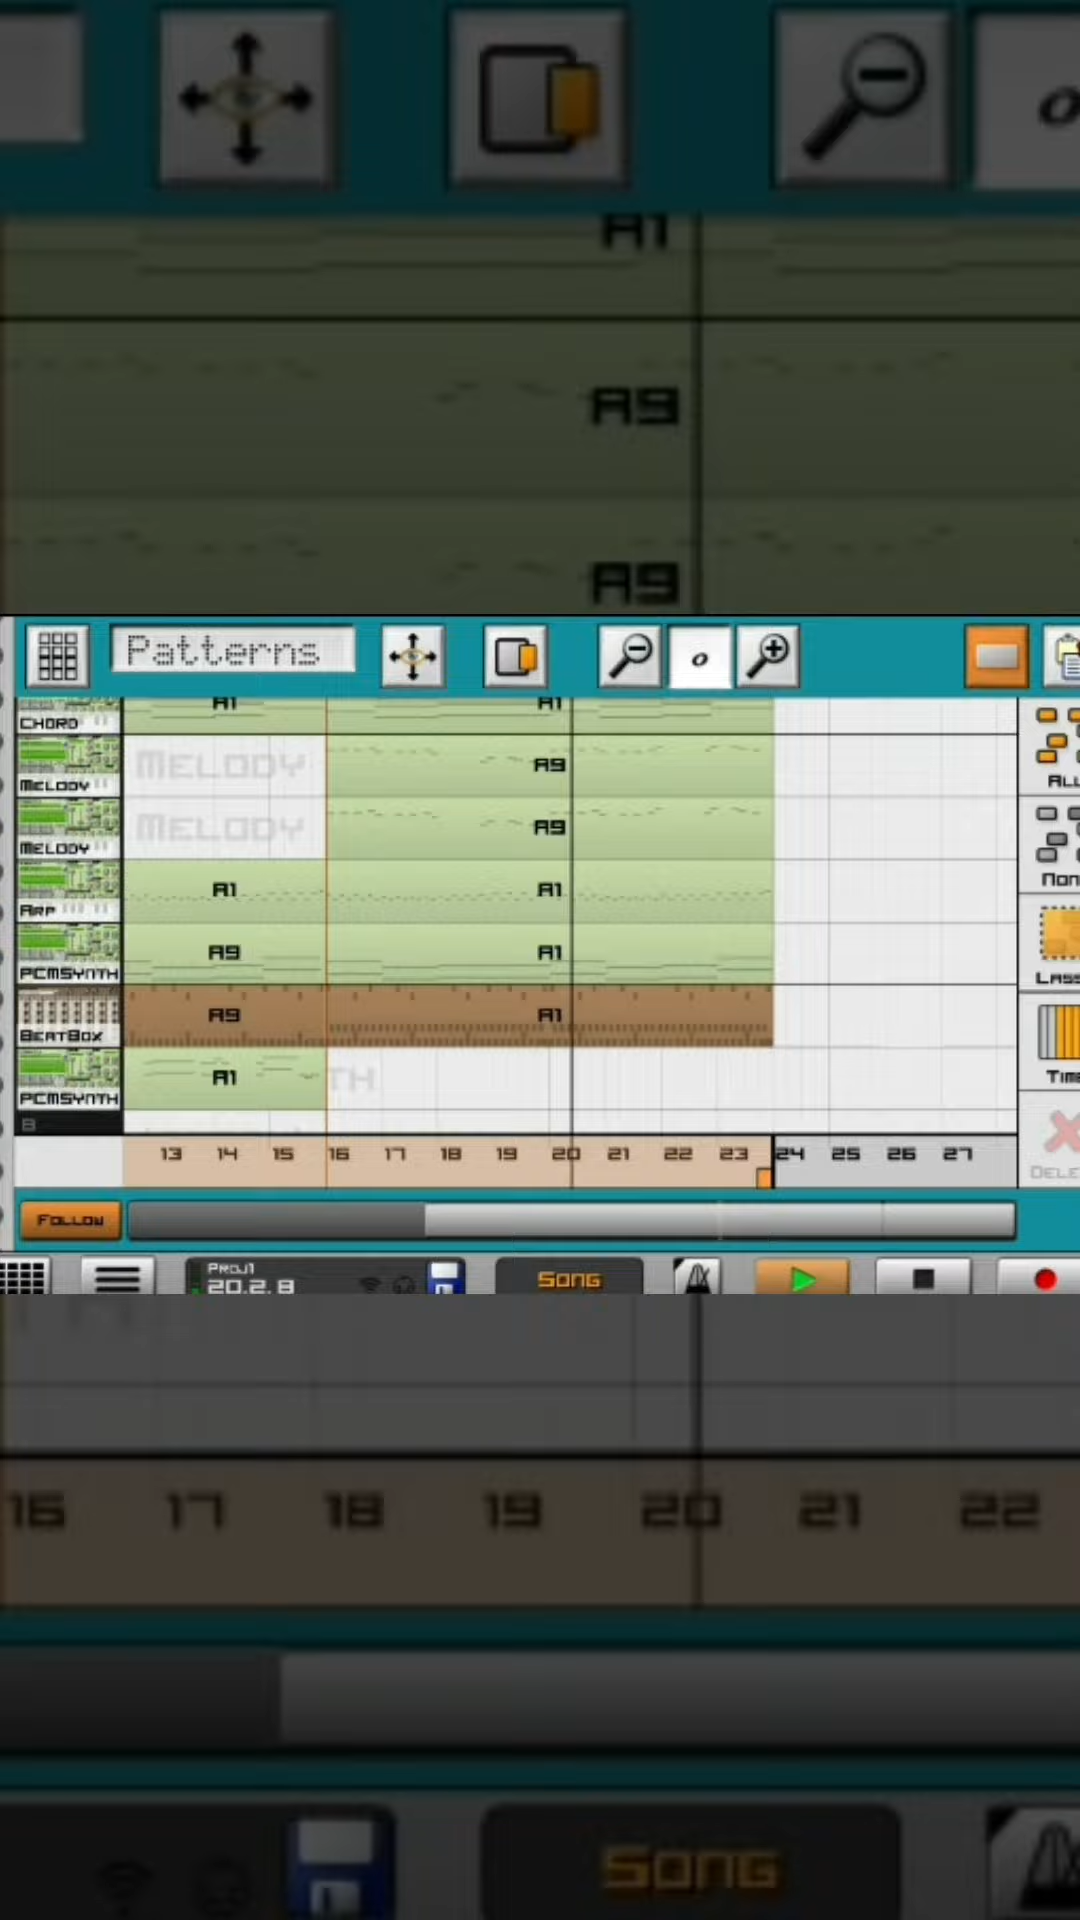 A1
A9
A9
Patterns
CHORD A1 A1
MELODY MELODY A9
MELODY MELODY A9
ARP A1 A1
PCMSYNTH A9 A1
BEATBOX A9 A1
PCMSYNTH A1 TH
B
13 14 15 16 17 18 19 20 21 22 23 24 25 26 27
ALL
NON
LASS
TIME
DELE
FOLLOW
PROJ1
20.2.8
SONG
16 17 18 19 20 21 22
SONG